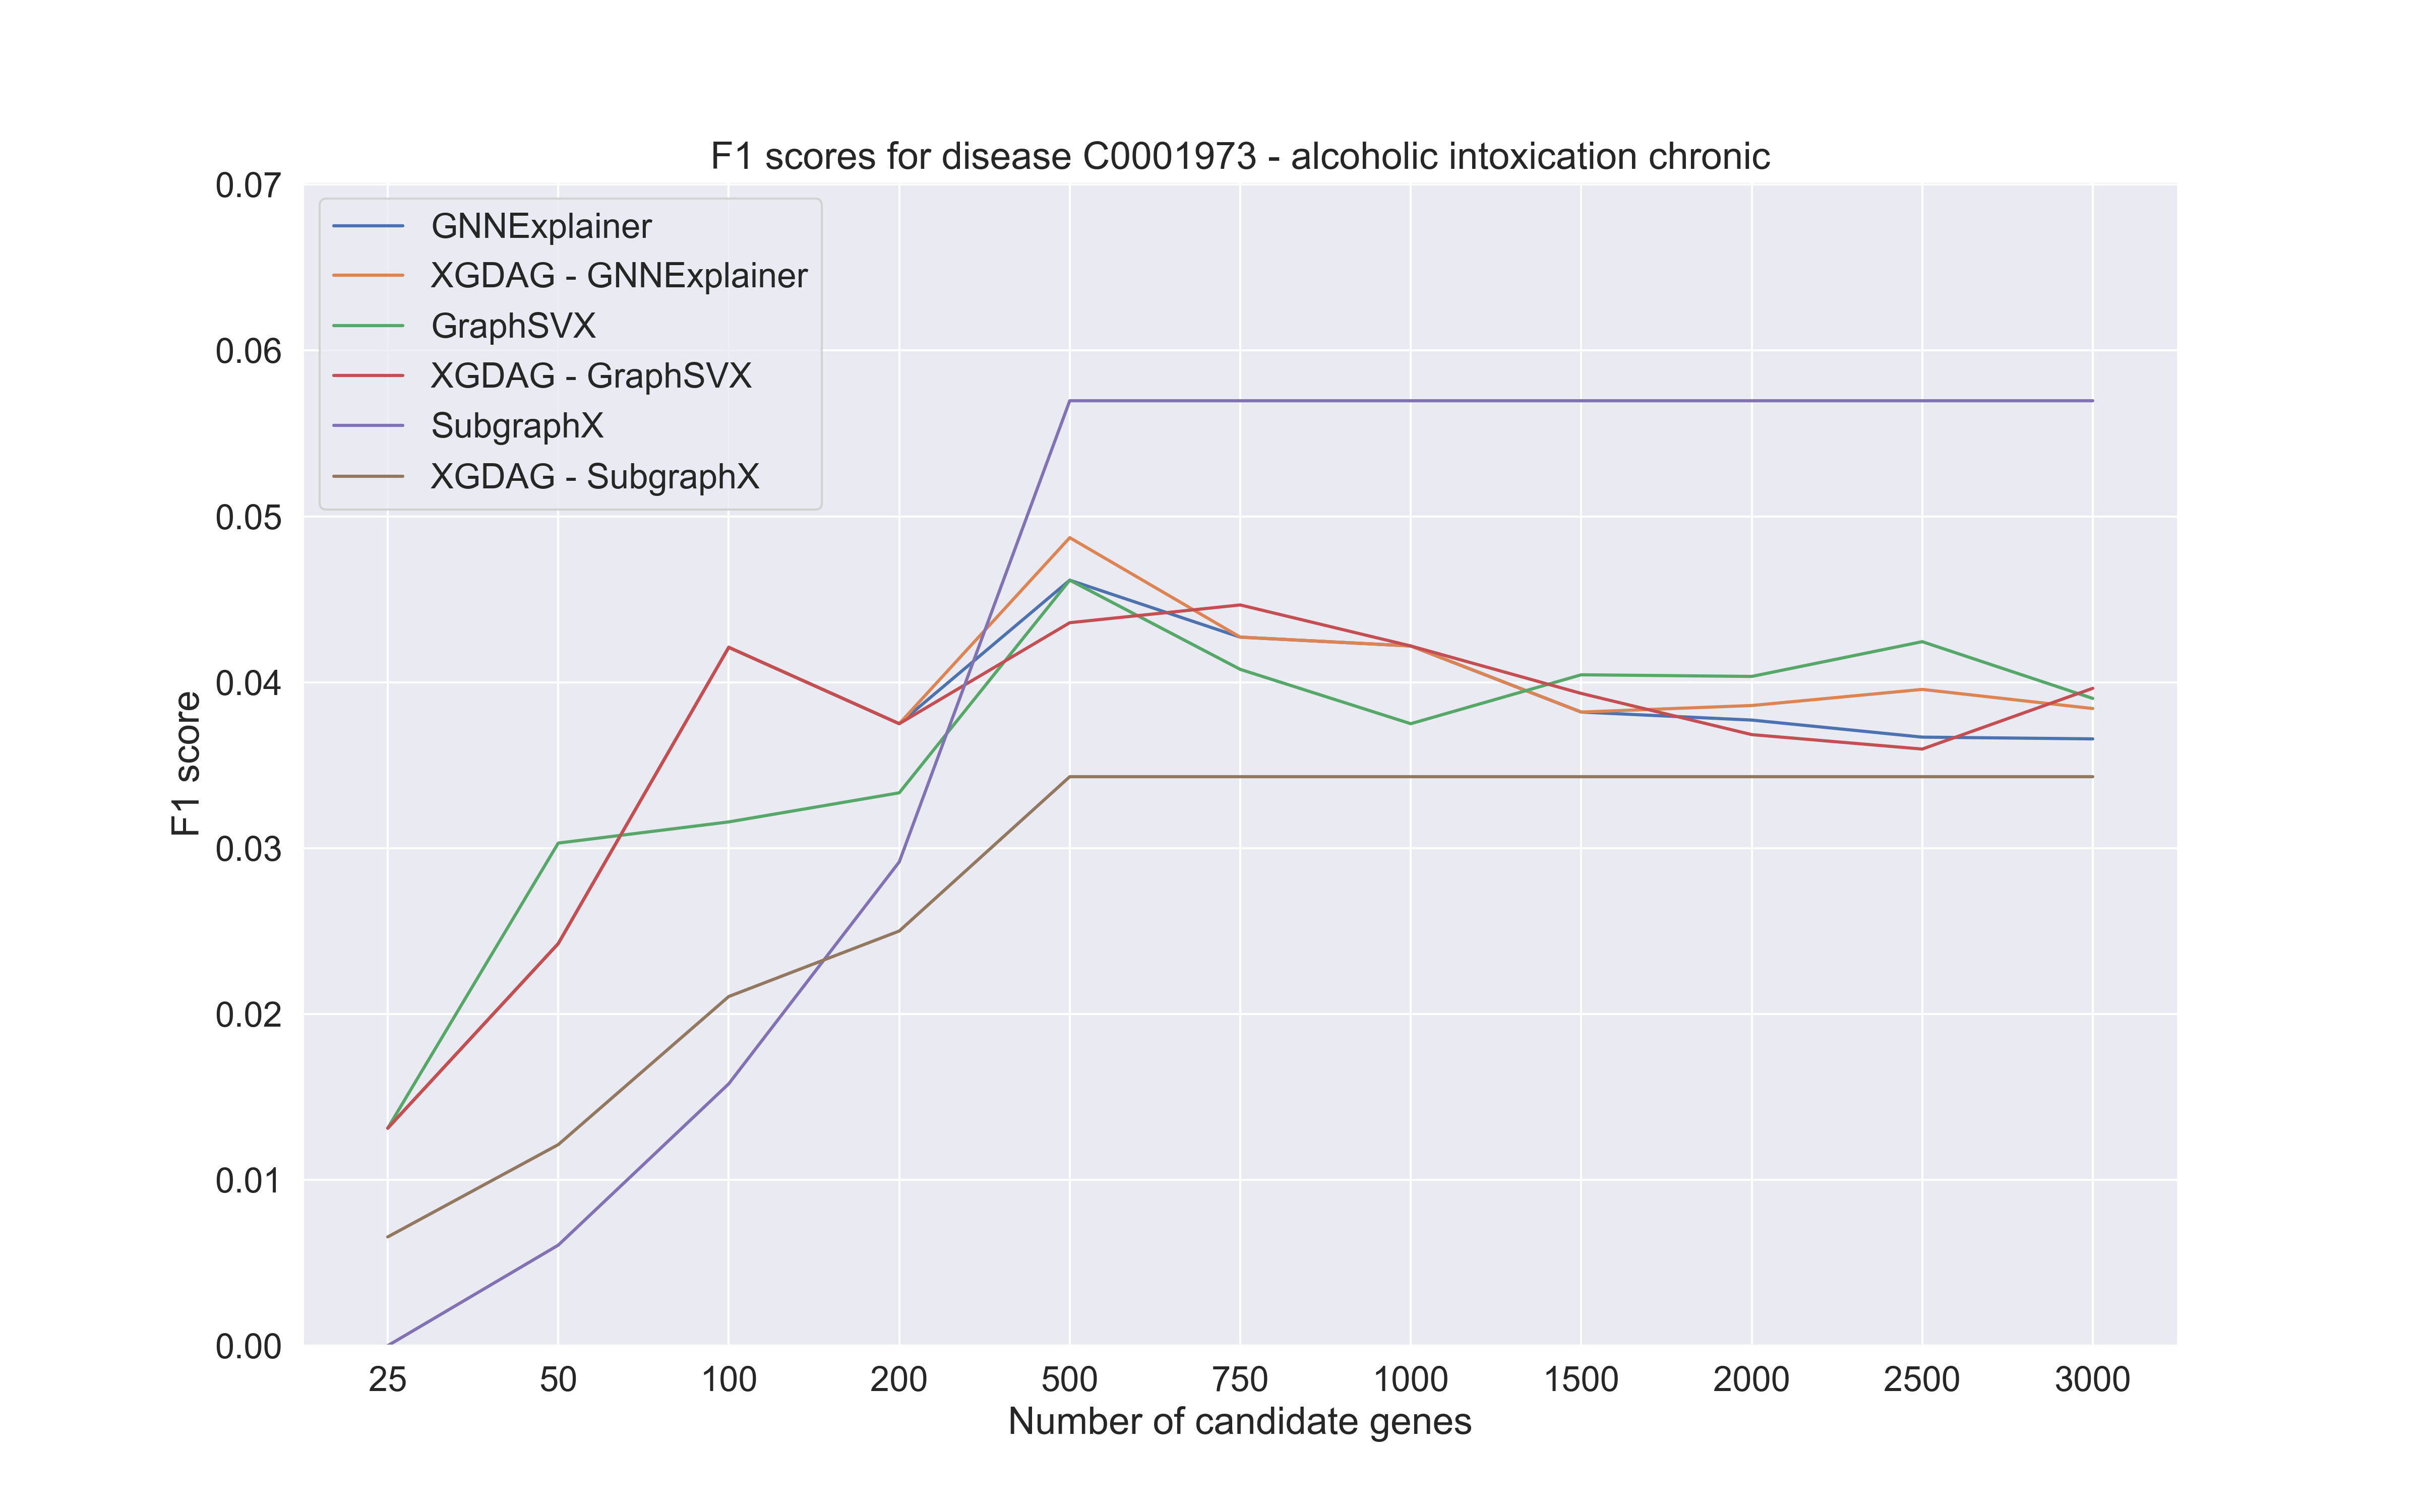 F1 scores for disease C0001973 - alcoholic intoxication chronic
0.07
0.06
0.05
0.04
0.03
0.02
0.01
0.00
F1 score
GNNExplainer
XGDAG - GNNExplainer
GraphSVX
XGDAG - GraphSVX
SubgraphX
XGDAG - SubgraphX
25 50 100 200 500 750 1000 1500 2000 2500 3000
Number of candidate genes